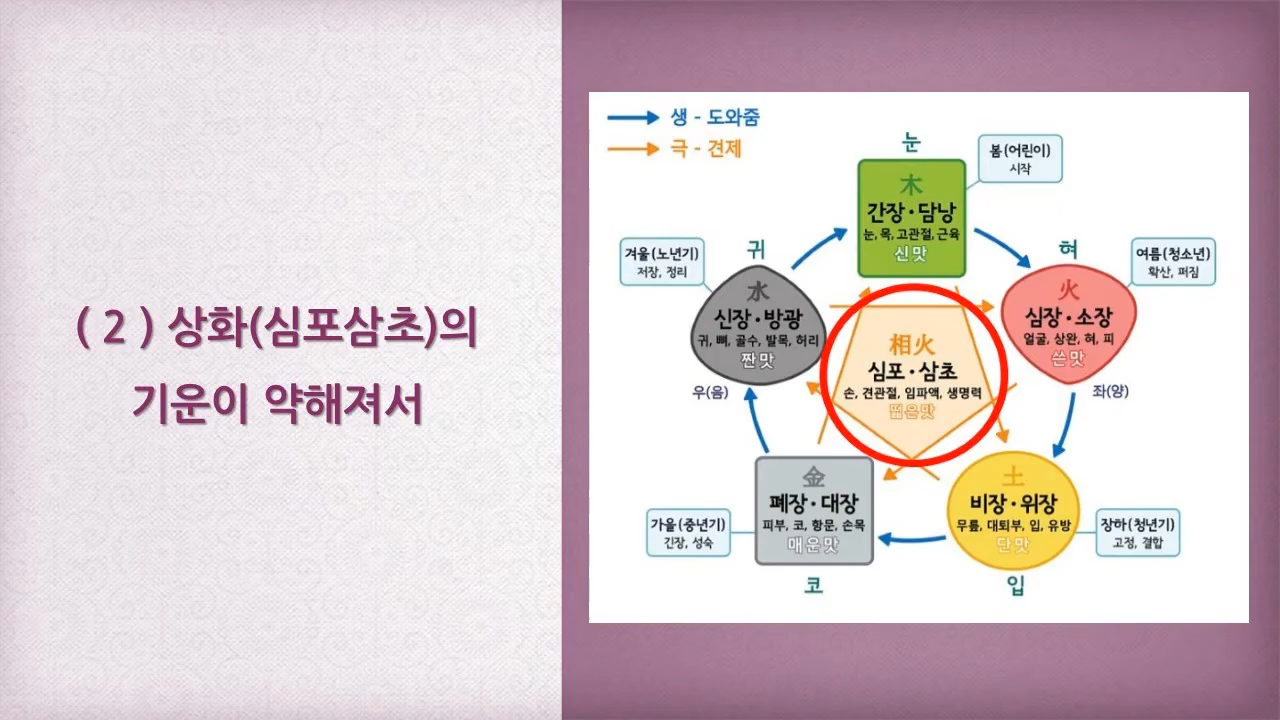 ( 2 ) 상화(심포삼초)의
기운이 약해져서
생 - 도와줌
극 - 견제
눈
봄(어린이)
시작
木
간장·담낭
눈, 목, 고관절, 근육
신맛
겨울(노년기)
저장, 정리
귀
水
신장·방광
귀, 뼈, 골수, 발목, 허리
짠맛
우(음)
혀
여름(청소년)
확산, 퍼짐
火
심장·소장
얼굴, 상완, 혀, 피
쓴맛
좌(양)
相火
심포·삼초
손, 견관절, 임파액, 생명력
떫은맛
金
폐장·대장
피부, 코, 항문, 손목
매운맛
코
가을(중년기)
긴장, 성숙
土
비장·위장
무릎, 대퇴부, 입, 유방
단맛
입
장하(청년기)
고정, 결합